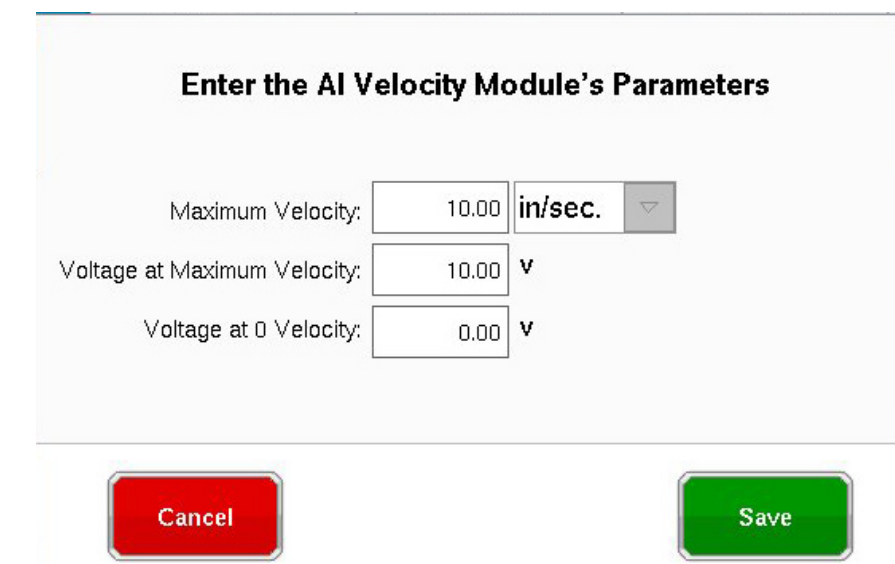 Enter the AI Velocity Module's Parameters
Maximum Velocity: 10.00 in/sec.
Voltage at Maximum Velocity: 10.00 v
Voltage at 0 Velocity: 0.00 v
Cancel Save